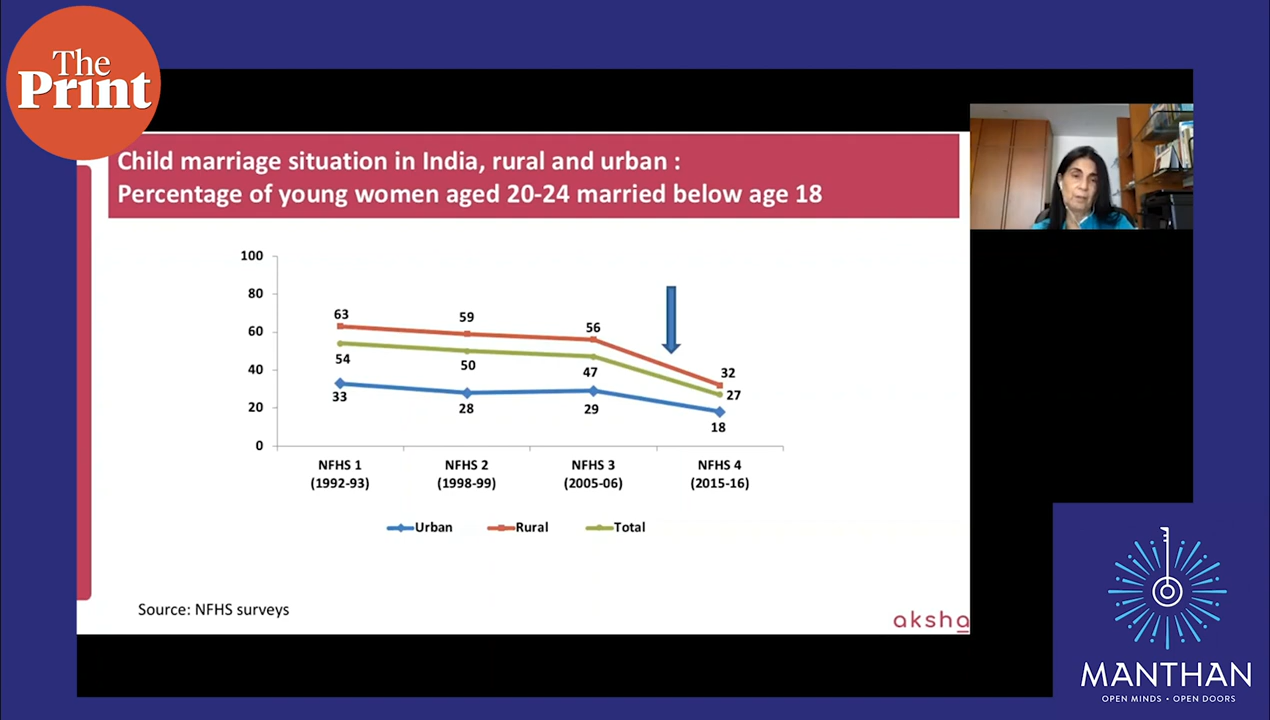 The
Print
Child marriage situation in India, rural and urban :
Percentage of young women aged 20-24 married below age 18
100
80
60
40
20
0
63
59
56
32
54
50
47
27
33
28
29
18
NFHS 1
(1992-93)
NFHS 2
(1998-99)
NFHS 3
(2005-06)
NFHS 4
(2015-16)
Urban
Rural
Total
Source: NFHS surveys
aksha
MANTHAN
OPEN MINDS • OPEN DOORS